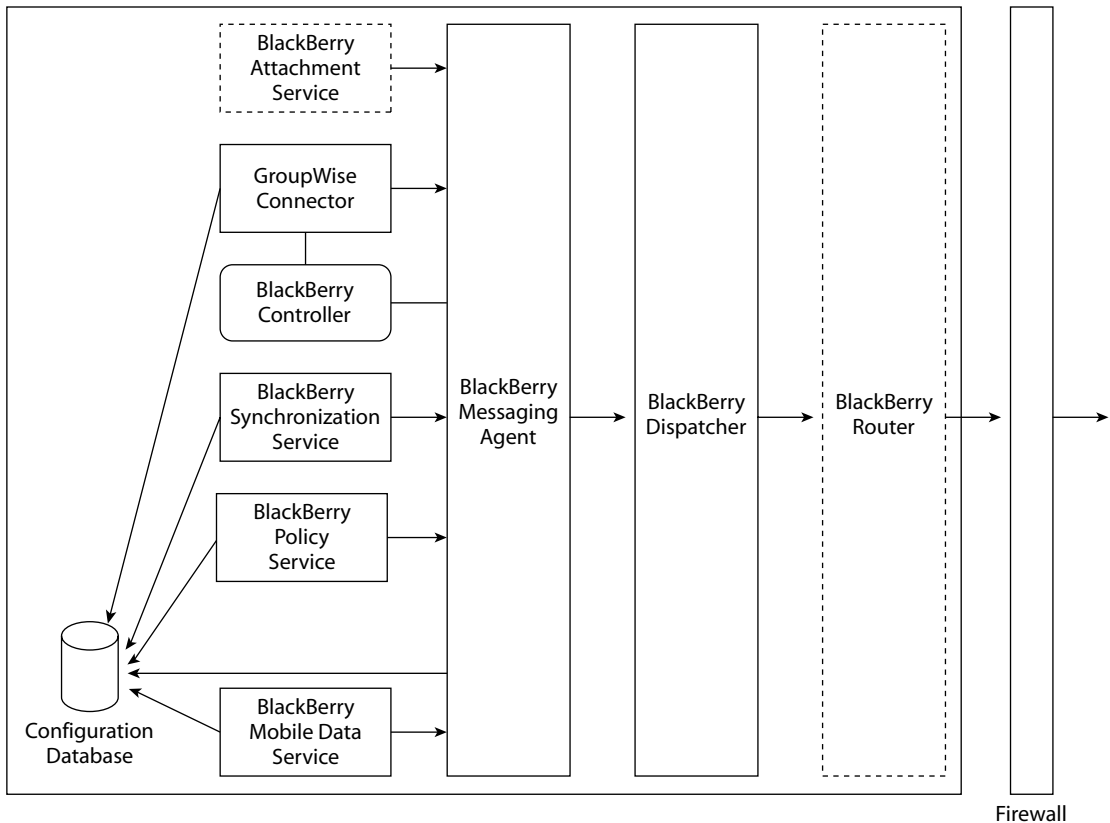 BlackBerry
Attachment
Service
GroupWise
Connector
BlackBerry
Controller
BlackBerry
Synchronization
Service
BlackBerry
Policy
Service
BlackBerry
Mobile Data
Service
Configuration
Database
BlackBerry
Messaging
Agent
BlackBerry
Dispatcher
BlackBerry
Router
Firewall